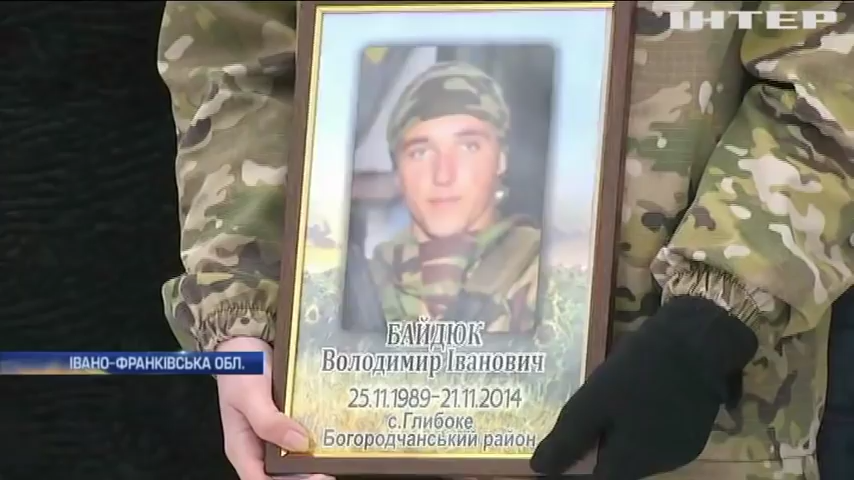 ІНТЕР
БАЙДЮК
Володимир Іванович
25.11.1989-21.11.2014
с.Глибоке
Богородчанський район
ІВАНО-ФРАНКІВСЬКА ОБЛ.